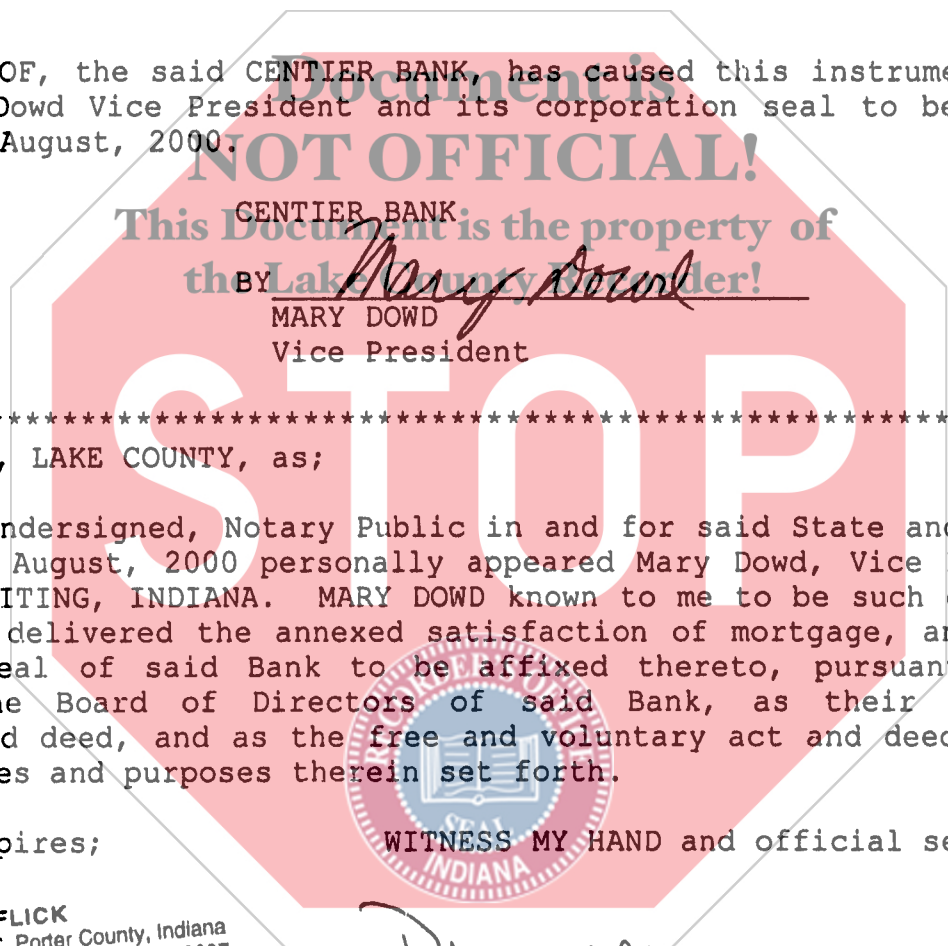 OF, the said CENTIER BANK, has caused this instrume
Dowd Vice President and its corporation seal to be
August, 2000.
Document is
NOT OFFICIAL!
This Document is the property of
the Lake County Recorder!
CENTIER BANK
BY Mary Dowd
MARY DOWD
Vice President
STOP
****************************************************
, LAKE COUNTY, as;
ndersigned, Notary Public in and for said State and
August, 2000 personally appeared Mary Dowd, Vice
ITING, INDIANA. MARY DOWD known to me to be such
delivered the annexed satisfaction of mortgage, an
eal of said Bank to be affixed thereto, pursuant
e Board of Directors of said Bank, as their
d deed, and as the free and voluntary act and deed
es and purposes therein set forth.
SEAL
INDIANA
pires; WITNESS MY HAND and official se
FLICK
Porter County, Indiana